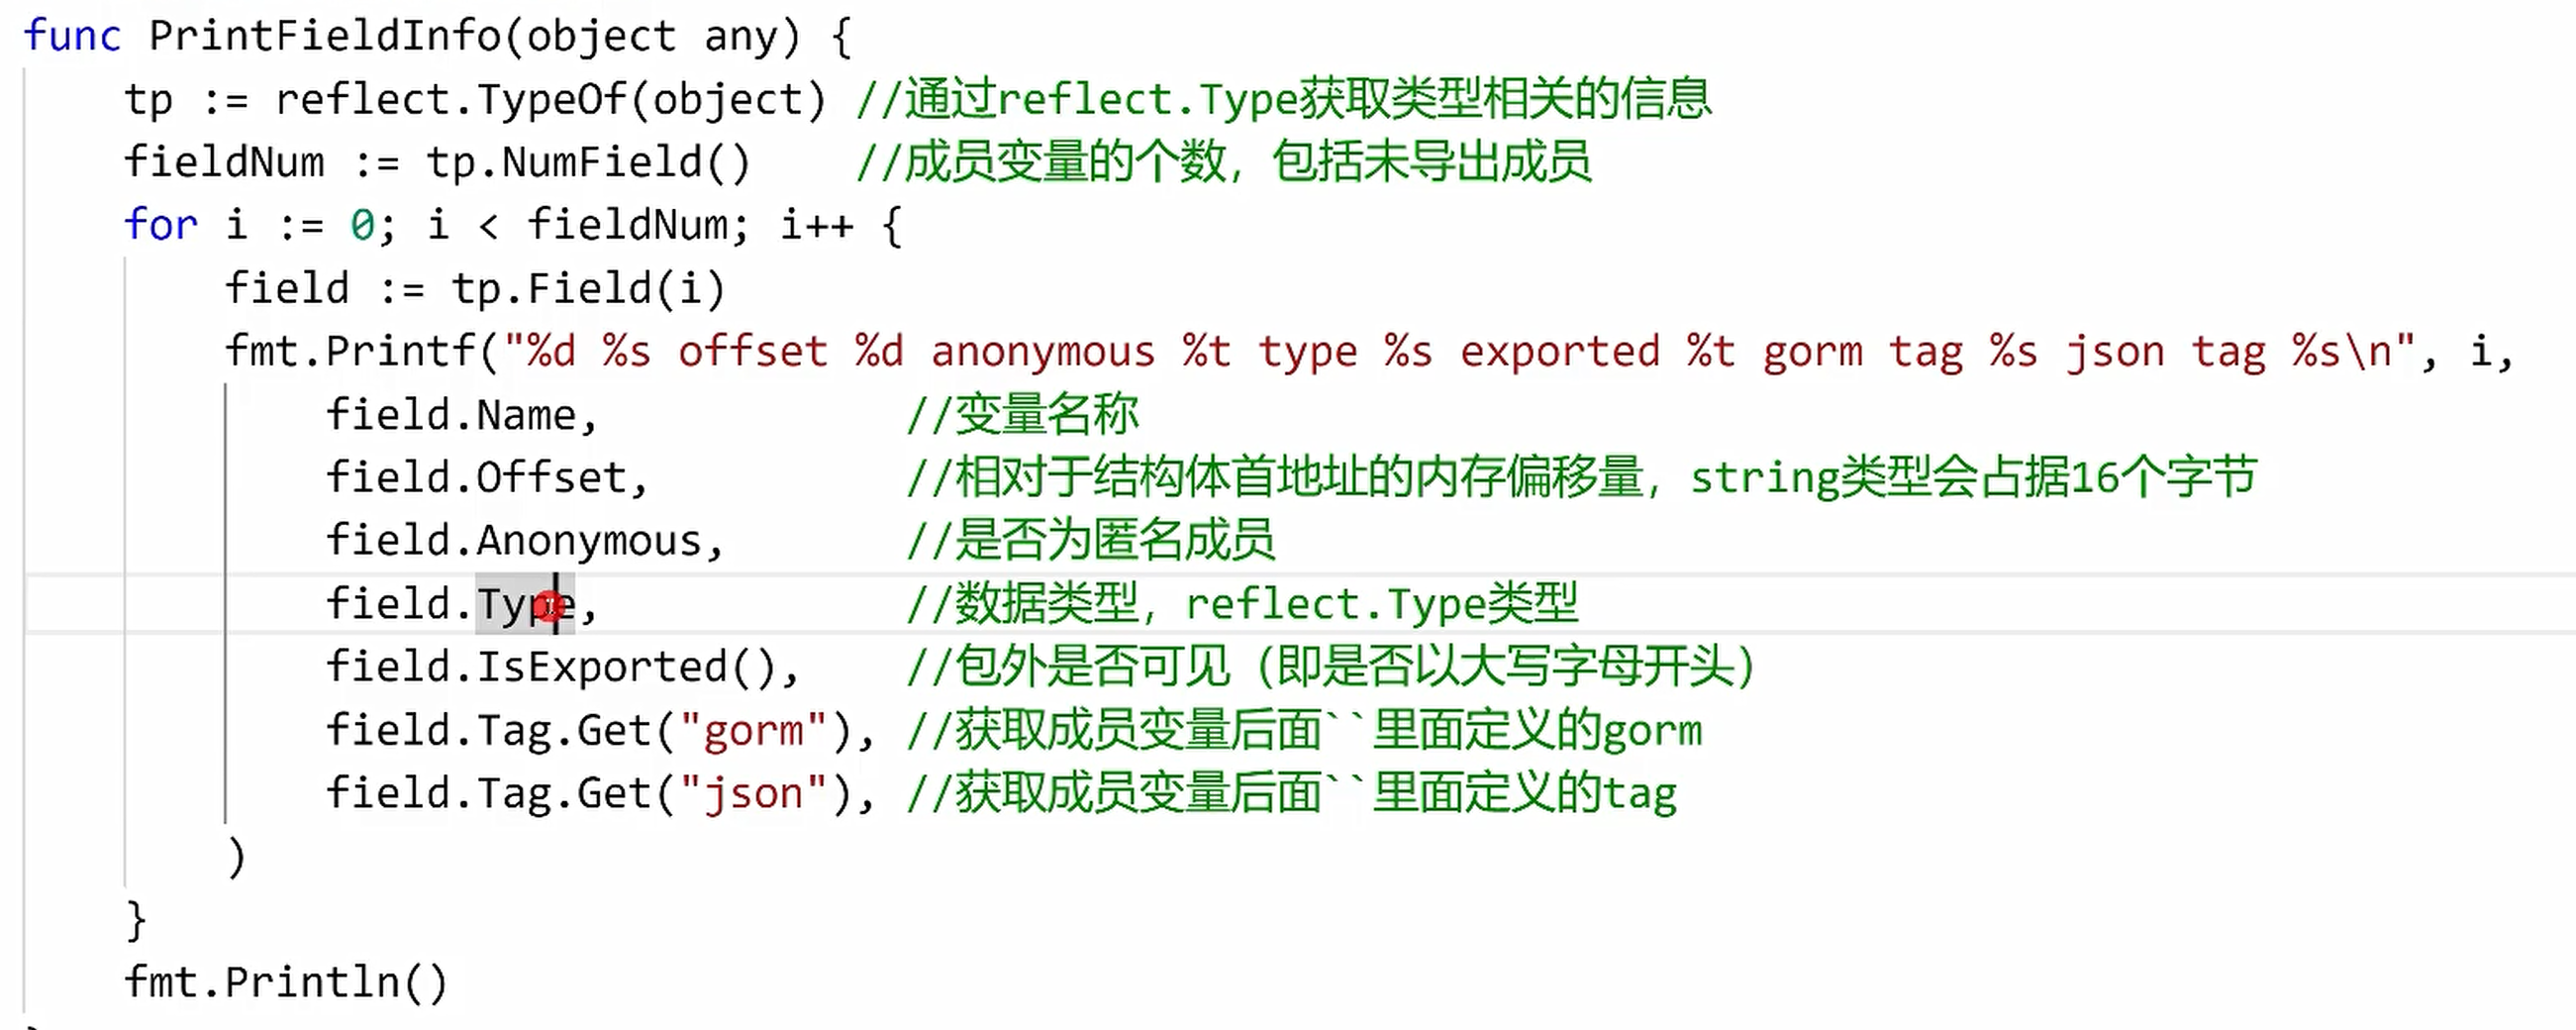 func PrintFieldInfo(object any) {
    tp := reflect.TypeOf(object) //通过reflect.Type获取类型相关的信息
    fieldNum := tp.NumField()    //成员变量的个数，包括未导出成员
    for i := 0; i < fieldNum; i++ {
        field := tp.Field(i)
        fmt.Printf("%d %s offset %d anonymous %t type %s exported %t gorm tag %s json tag %s\n", i,
            field.Name,            //变量名称
            field.Offset,          //相对于结构体首地址的内存偏移量，string类型会占据16个字节
            field.Anonymous,       //是否为匿名成员
            field.Type,            //数据类型，reflect.Type类型
            field.IsExported(),    //包外是否可见（即是否以大写字母开头）
            field.Tag.Get("gorm"), //获取成员变量后面``里面定义的gorm
            field.Tag.Get("json"), //获取成员变量后面``里面定义的tag
        )
    }
    fmt.Println()